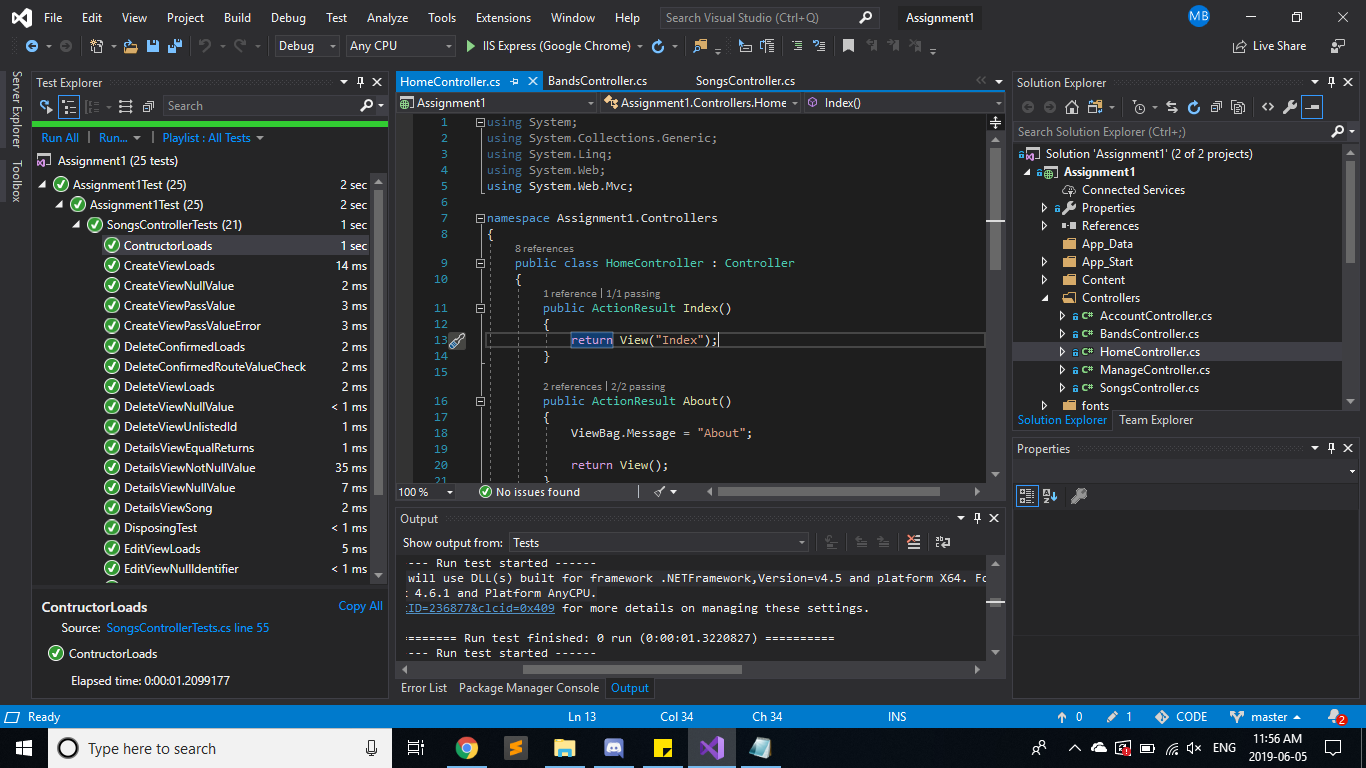 File Edit View Project Build Debug Test Analyze Tools Extensions Window Help Search Visual Studio (Ctrl+Q) Assignment1 MB
Debug Any CPU IIS Express (Google Chrome) Live Share
Server Explorer
Toolbox
Test Explorer
Search
Run All | Run... | Playlist : All Tests
Assignment1 (25 tests)
Assignment1Test (25) 2 sec
Assignment1Test (25) 2 sec
SongsControllerTests (21) 1 sec
ContructorLoads 1 sec
CreateViewLoads 14 ms
CreateViewNullValue 2 ms
CreateViewPassValue 3 ms
CreateViewPassValueError 3 ms
DeleteConfirmedLoads 2 ms
DeleteConfirmedRouteValueCheck 2 ms
DeleteViewLoads 2 ms
DeleteViewNullValue < 1 ms
DeleteViewUnlistedId 1 ms
DetailsViewEqualReturns 1 ms
DetailsViewNotNullValue 35 ms
DetailsViewNullValue 7 ms
DetailsViewSong 2 ms
DisposingTest < 1 ms
EditViewLoads 5 ms
EditViewNullIdentifier < 1 ms
ContructorLoads Copy All
Source: SongsControllerTests.cs line 55
ContructorLoads
Elapsed time: 0:00:01.2099177
HomeController.cs BandsController.cs SongsController.cs
Assignment1 Assignment1.Controllers.Home Index()
1 using System;
2 using System.Collections.Generic;
3 using System.Linq;
4 using System.Web;
5 using System.Web.Mvc;
6
7 namespace Assignment1.Controllers
8 {
8 references
9 public class HomeController : Controller
10 {
1 reference | 1/1 passing
11 public ActionResult Index()
12 {
13 return View("Index");
14 }
15
2 references | 2/2 passing
16 public ActionResult About()
17 {
18 ViewBag.Message = "About";
19
20 return View();
21 }
100 % No issues found
Output
Show output from: Tests
--- Run test started ------
will use DLL(s) built for framework .NETFramework,Version=v4.5 and platform X64. Fo
: 4.6.1 and Platform AnyCPU.
:ID=236877&clcid=0x409 for more details on managing these settings.
======== Run test finished: 0 run (0:00:01.3220827) ==========
--- Run test started ------
Error List Package Manager Console Output
Solution Explorer
Search Solution Explorer (Ctrl+;)
Solution 'Assignment1' (2 of 2 projects)
Assignment1
Connected Services
Properties
References
App_Data
App_Start
Content
Controllers
C# AccountController.cs
C# BandsController.cs
C# HomeController.cs
C# ManageController.cs
C# SongsController.cs
fonts
Solution Explorer Team Explorer
Properties
Ready Ln 13 Col 34 Ch 34 INS 0 1 CODE master 2
Type here to search ENG 11:56 AM
2019-06-05